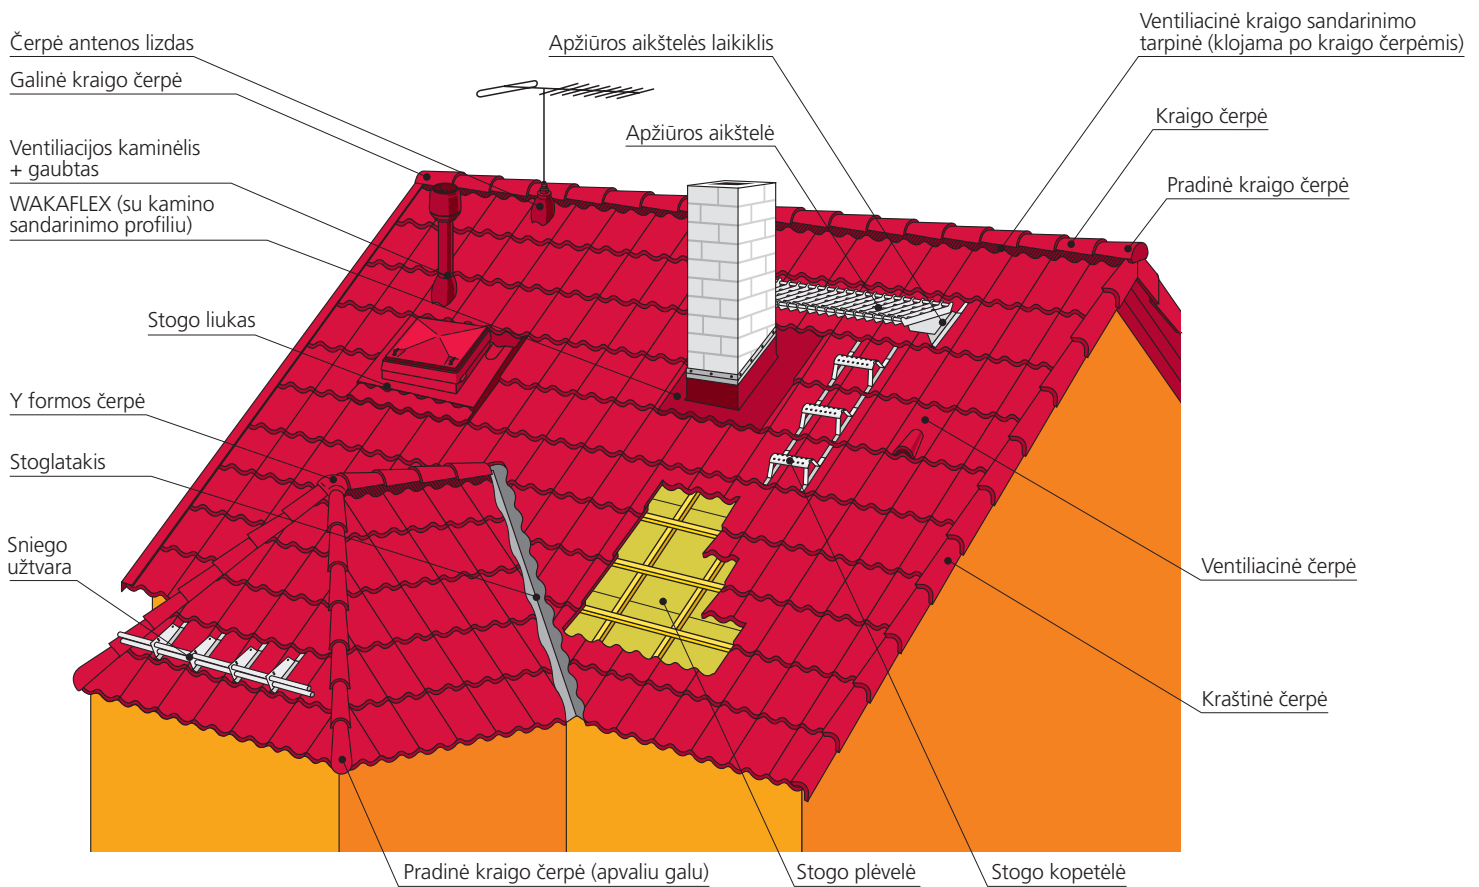 Čerpė antenos lizdas
Galinė kraigo čerpė
Ventiliacijos kaminėlis
+ gaubtas
WAKAFLEX (su kamino
sandarinimo profiliu)
Stogo liukas
Y formos čerpė
Stoglatakis
Sniego
užtvara
Apžiūros aikštelės laikiklis
Apžiūros aikštelė
Ventiliacinė kraigo sandarinimo
tarpinė (klojama po kraigo čerpėmis)
Kraigo čerpė
Pradinė kraigo čerpė
Ventiliacinė čerpė
Kraštinė čerpė
Pradinė kraigo čerpė (apvaliu galu)
Stogo plėvelė
Stogo kopetėlė